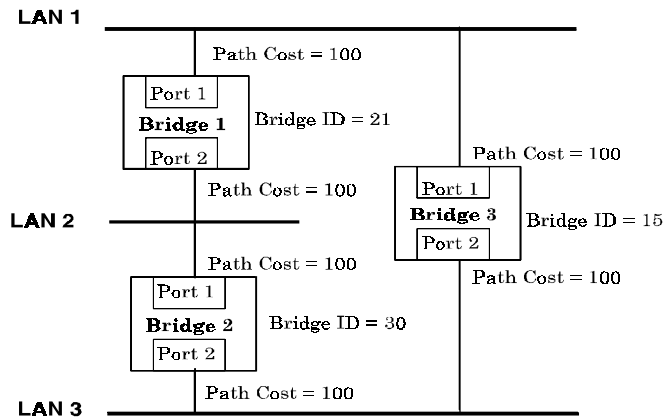 LAN 1
Path Cost = 100
Port 1
Bridge 1
Port 2
Bridge ID = 21
Path Cost = 100
Path Cost = 100
Port 1
Bridge 3
Port 2
Bridge ID = 15
Path Cost = 100
LAN 2
Path Cost = 100
Port 1
Bridge 2
Port 2
Bridge ID = 30
Path Cost = 100
LAN 3